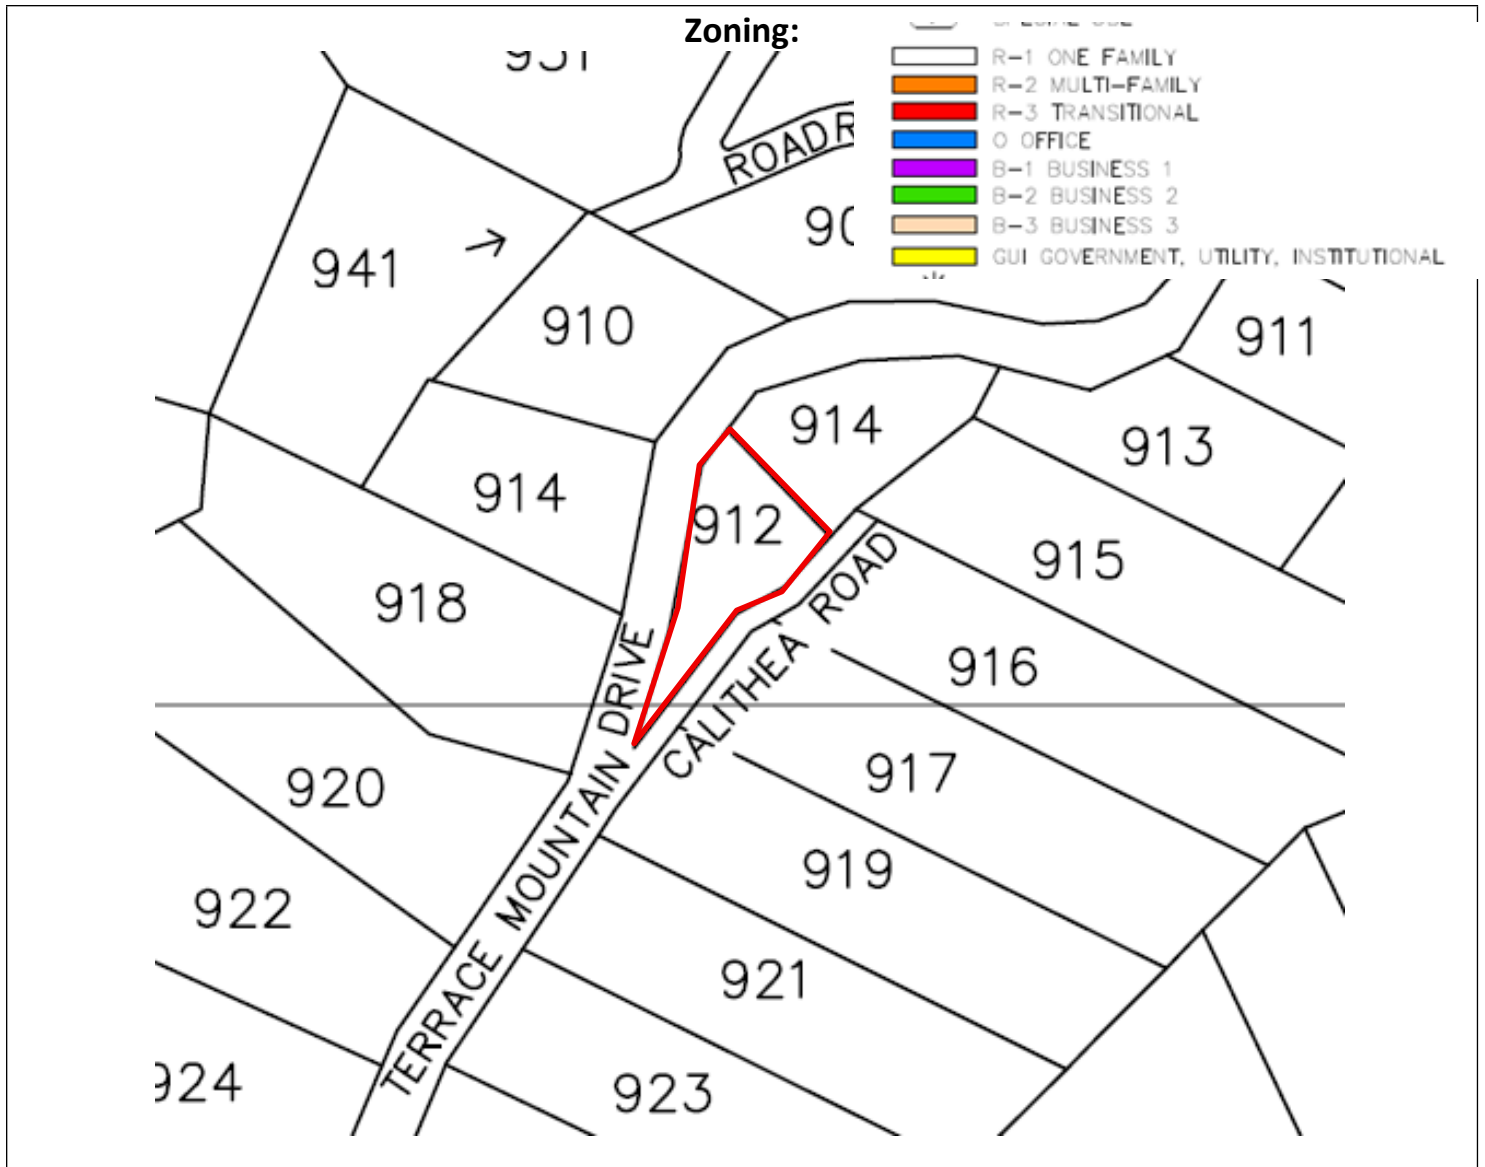 Zoning:
R-1 ONE FAMILY
R-2 MULTI-FAMILY
R-3 TRANSITIONAL
O OFFICE
B-1 BUSINESS 1
B-2 BUSINESS 2
B-3 BUSINESS 3
GUI GOVERNMENT, UTILITY, INSTITUTIONAL
ROAD R
941
910
911
914
913
914
912
915
918
916
DRIVE
CALITHEA ROAD
917
920
919
922
TERRACE MOUNTAIN
921
924
923